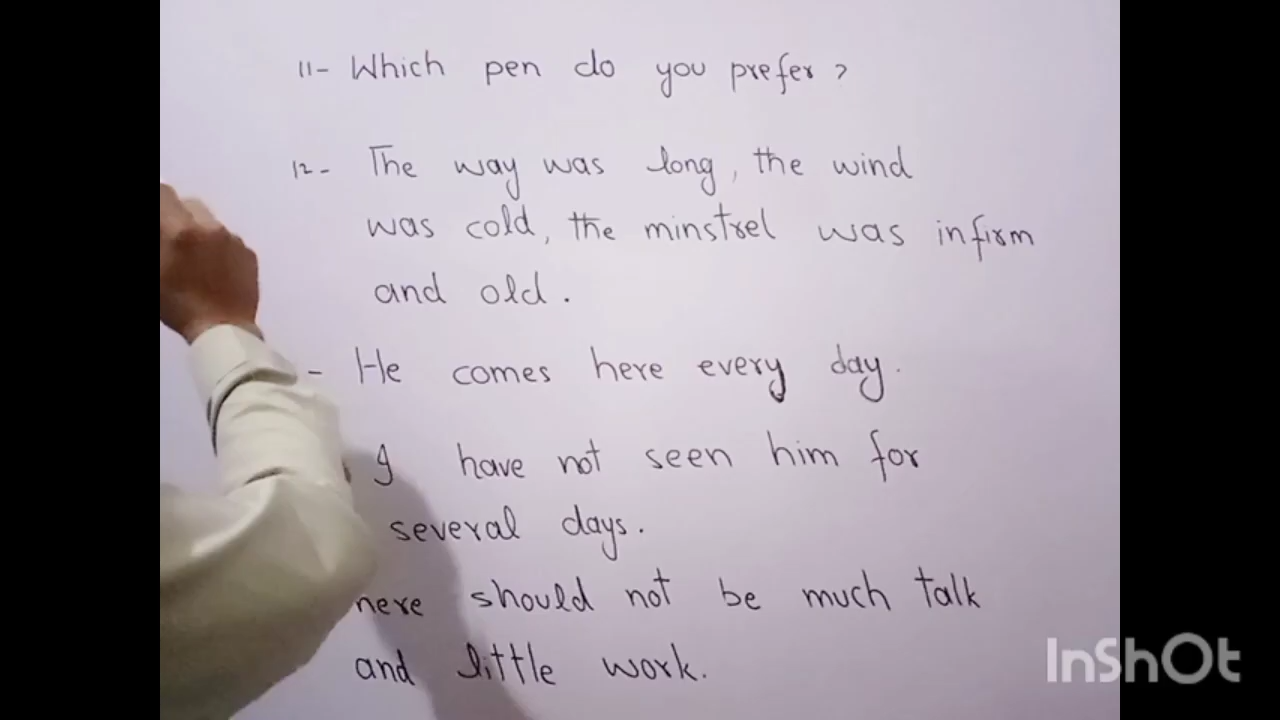 11- Which pen do you prefer ?
12- The way was long, the wind
was cold, the minstrel was infirm
and old.
- He comes here every day.
I have not seen him for
several days.
here should not be much talk
and little work.
InShOt